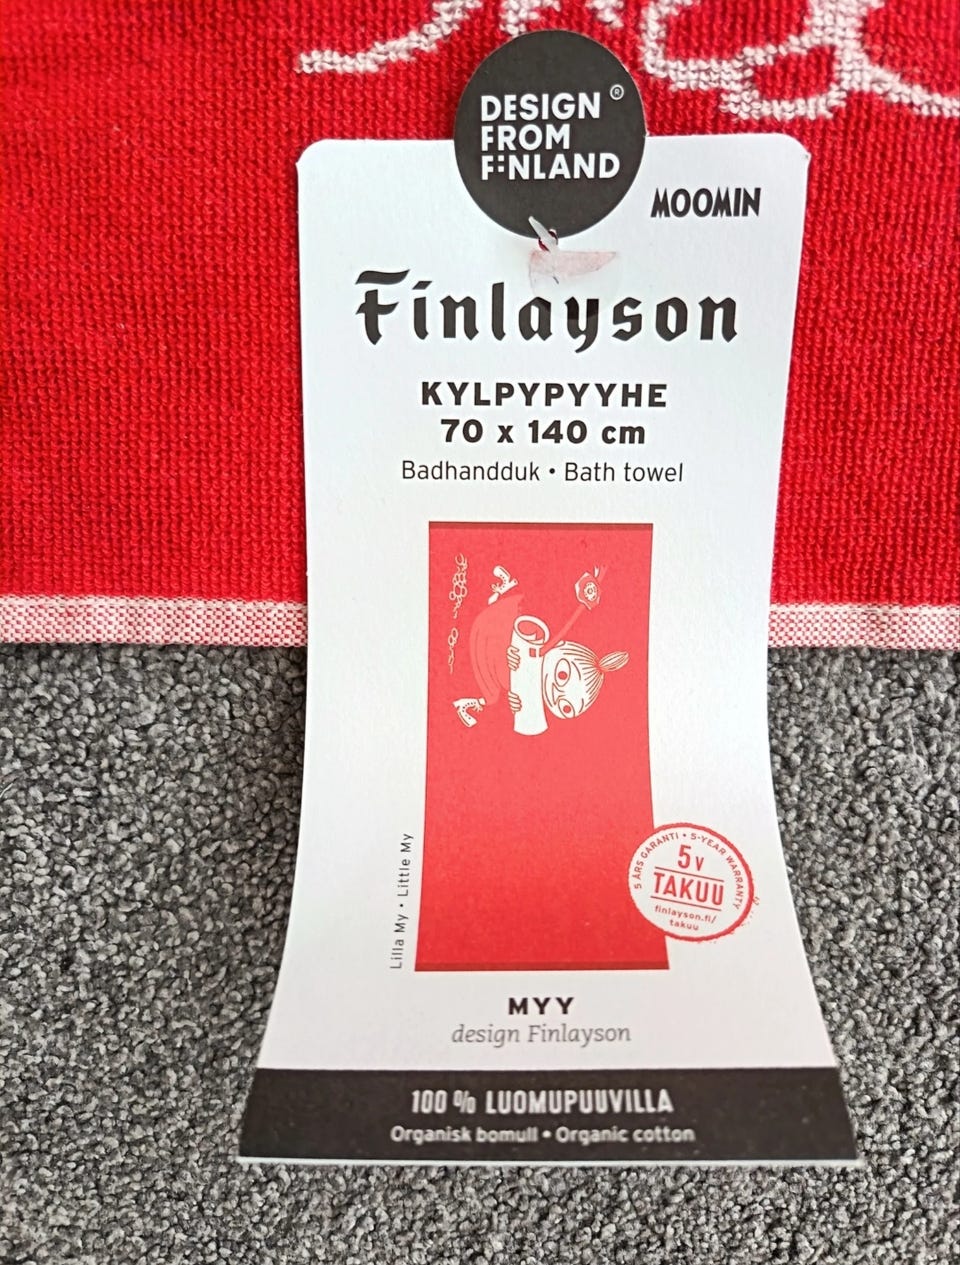 DESIGN ®
FROM
FINLAND
MOOMIN
Finlayson
KYLPYPYYHE
70 x 140 cm
Badhandduk • Bath towel
Lilla My • Little My
5 ÅRS GARANTI • 5-YEAR WARRANTY
5 v
TAKUU
finlayson.fi/
takuu
MYY
design Finlayson
100 % LUOMUPUUVILLA
Organisk bomull • Organic cotton